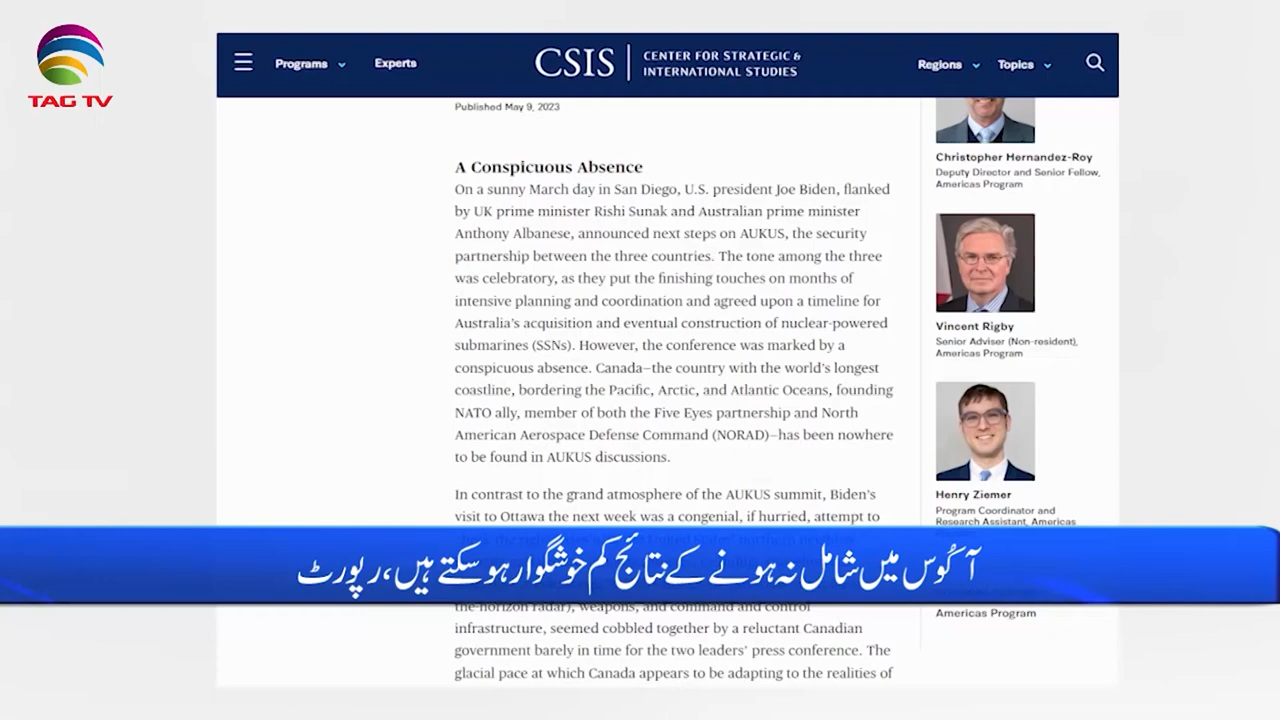 TAG TV
Programs
Experts
CSIS
CENTER FOR STRATEGIC &
INTERNATIONAL STUDIES
Regions
Topics
Published May 9, 2023
A Conspicuous Absence
On a sunny March day in San Diego, U.S. president Joe Biden, flanked
by UK prime minister Rishi Sunak and Australian prime minister
Anthony Albanese, announced next steps on AUKUS, the security
partnership between the three countries. The tone among the three
was celebratory, as they put the finishing touches on months of
intensive planning and coordination and agreed upon a timeline for
Australia's acquisition and eventual construction of nuclear-powered
submarines (SSNs). However, the conference was marked by a
conspicuous absence. Canada—the country with the world's longest
coastline, bordering the Pacific, Arctic, and Atlantic Oceans, founding
NATO ally, member of both the Five Eyes partnership and North
American Aerospace Defense Command (NORAD)—has been nowhere
to be found in AUKUS discussions.
In contrast to the grand atmosphere of the AUKUS summit, Biden's
visit to Ottawa the next week was a congenial, if hurried, attempt to
the-horizon radar), weapons, and command and control
infrastructure, seemed cobbled together by a reluctant Canadian
government barely in time for the two leaders' press conference. The
glacial pace at which Canada appears to be adapting to the realities of
Christopher Hernandez-Roy
Deputy Director and Senior Fellow,
Americas Program
Vincent Rigby
Senior Adviser (Non-resident),
Americas Program
Henry Ziemer
Program Coordinator and
Research Assistant, Americas
Americas Program
آکُوس میں شامل نہ ہونے کے نتائج کم خوشگوار ہو سکتے ہیں، رپورٹ